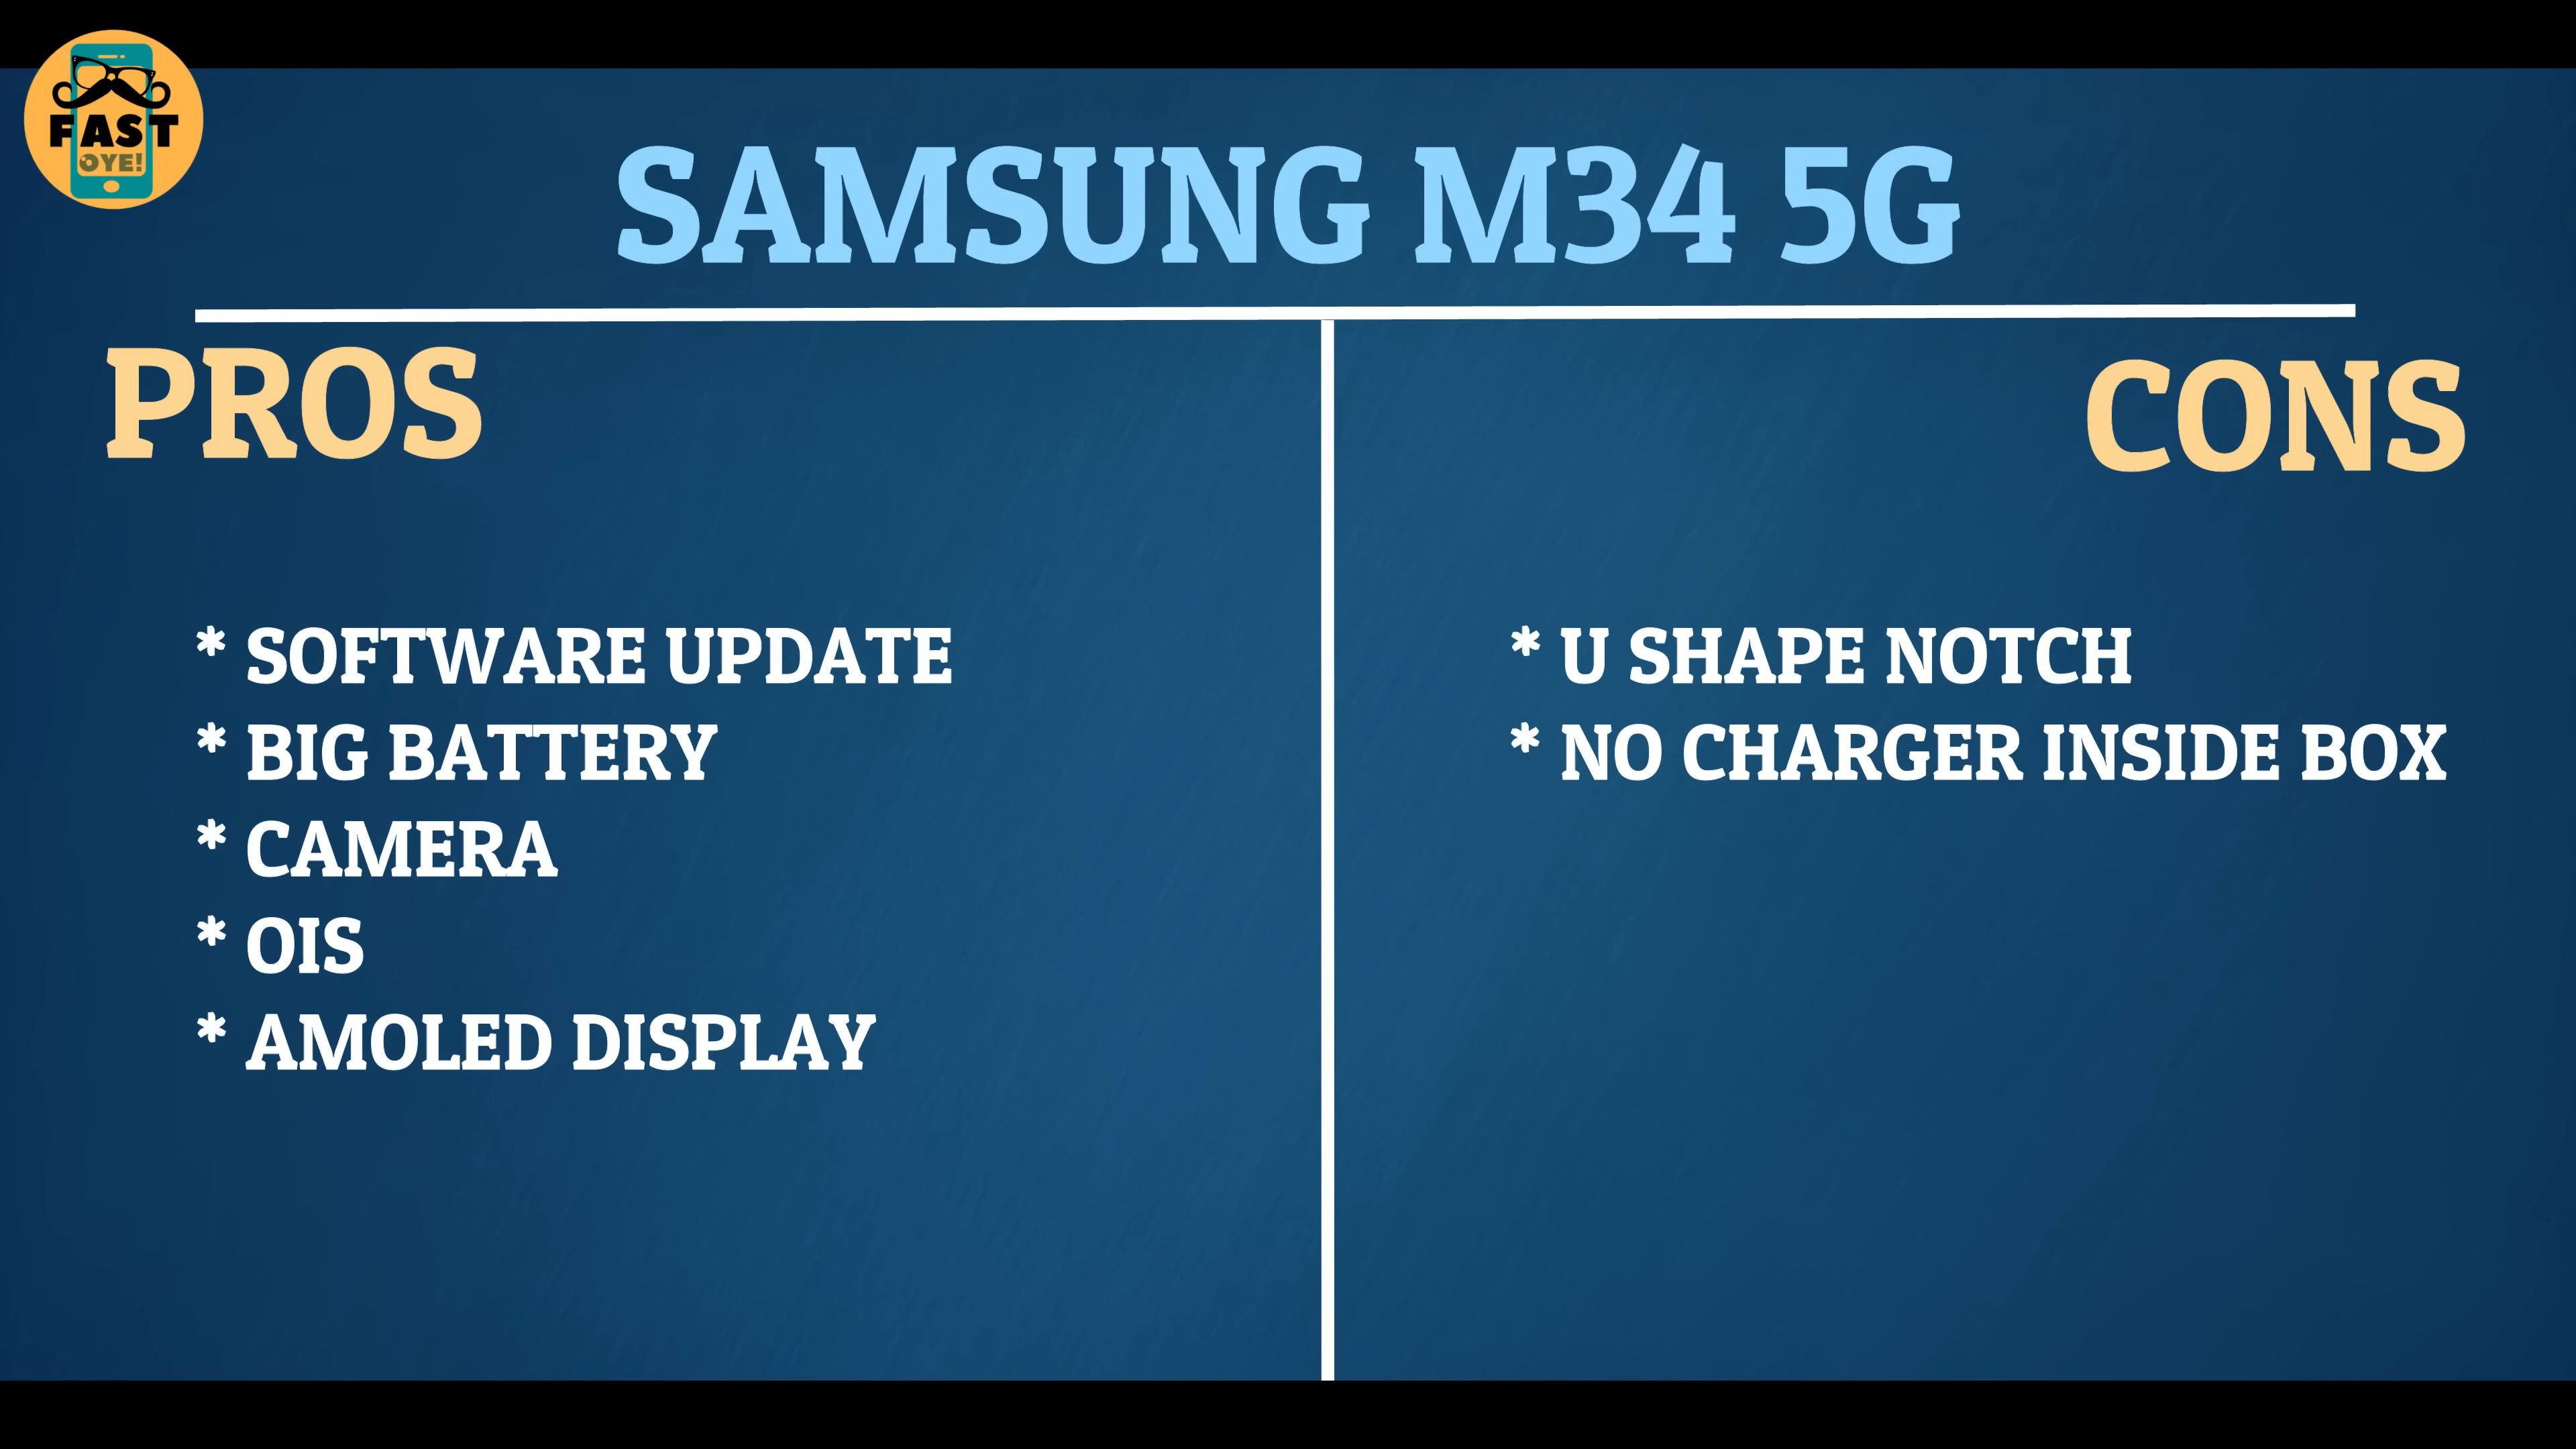 FAST
OYE!
SAMSUNG M34 5G
PROS
* SOFTWARE UPDATE
* BIG BATTERY
* CAMERA
* OIS
* AMOLED DISPLAY
CONS
* U SHAPE NOTCH
* NO CHARGER INSIDE BOX